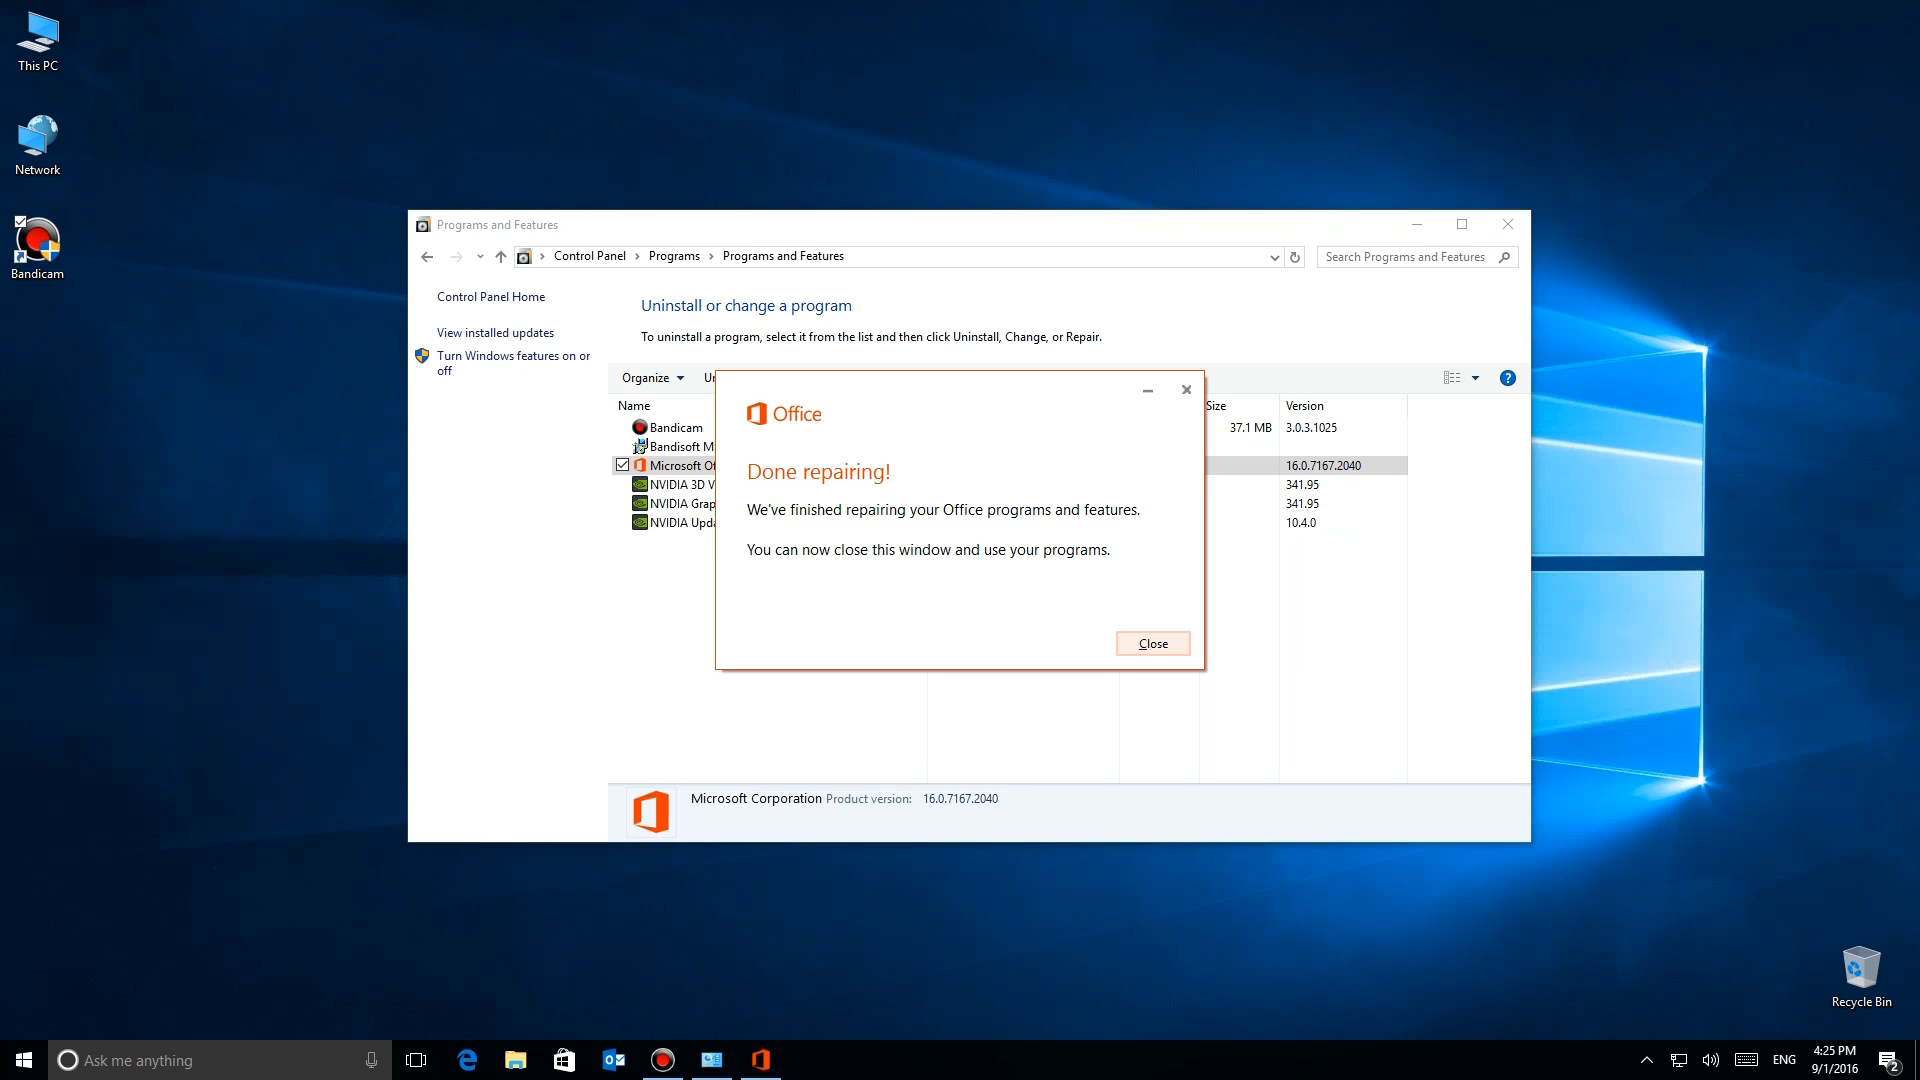 This PC
Network
Bandicam
Programs and Features
Control Panel Programs Programs and Features
Search Programs and Features
Control Panel Home
View installed updates
Turn Windows features on or
off
Uninstall or change a program
To uninstall a program, select it from the list and then click Uninstall, Change, or Repair.
Organize Un
Name Size Version
Bandicam 37.1 MB 3.0.3.1025
Bandisoft M
Microsoft Of 16.0.7167.2040
NVIDIA 3D V 341.95
NVIDIA Grap 341.95
NVIDIA Upda 10.4.0
Office
Done repairing!
We've finished repairing your Office programs and features.
You can now close this window and use your programs.
Close
Microsoft Corporation Product version: 16.0.7167.2040
Recycle Bin
Ask me anything
ENG
4:25 PM
9/1/2016
2